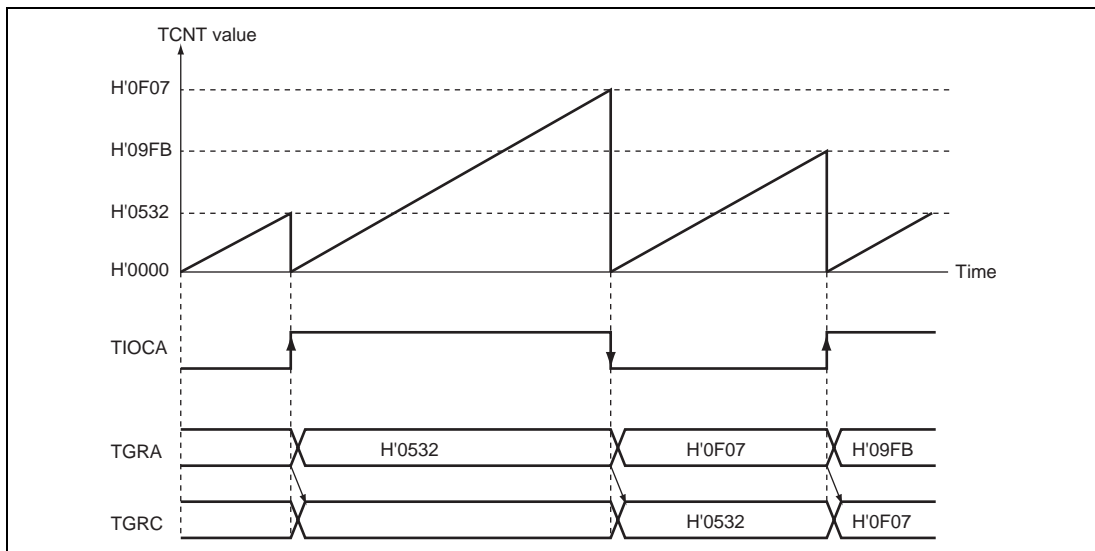 TCNT value
H'0F07
H'09FB
H'0532
H'0000
Time
TIOCA
TGRA
H'0532
H'0F07
H'09FB
TGRC
H'0532
H'0F07